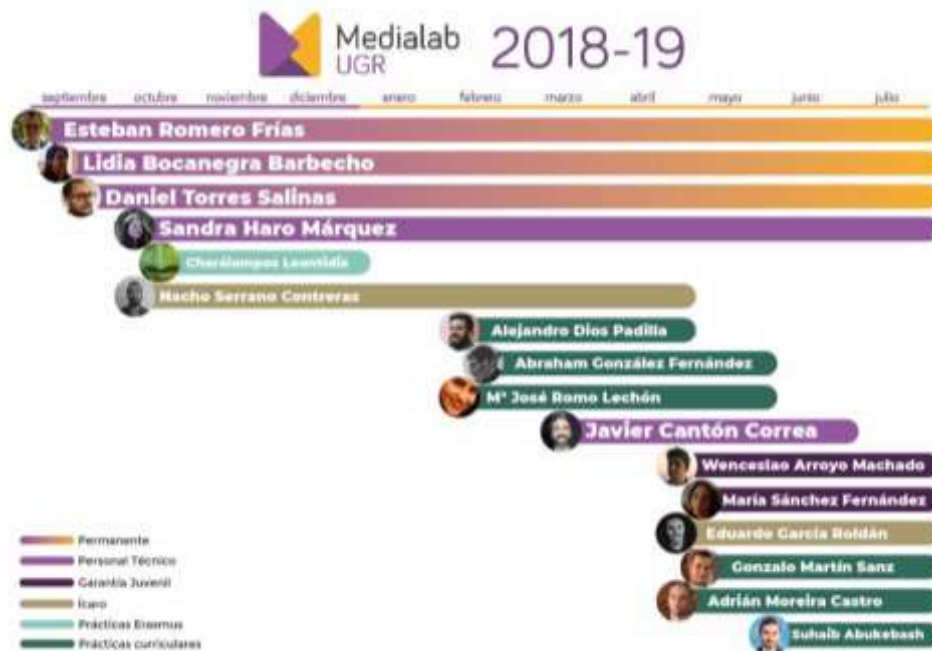 Medialab
UGR
2018-19
septiembre octubre noviembre diciembre enero febrero marzo abril mayo junio julio
Esteban Romero Frías
Lidia Bocanegra Barbecho
Daniel Torres Salinas
Sandra Haro Márquez
Charálampos Leontidis
Nacho Serrano Contreras
Alejandro Dios Padilla
Abraham González Fernández
Mª José Romo Lechón
Javier Cantón Correa
Wenceslao Arroyo Machado
María Sánchez Fernández
Eduardo García Roldán
Gonzalo Martín Sanz
Adrián Moreira Castro
Suhaib Abukebash
Permanente
Personal Técnico
Garantía Juvenil
Ícaro
Prácticas Erasmus
Prácticas curriculares